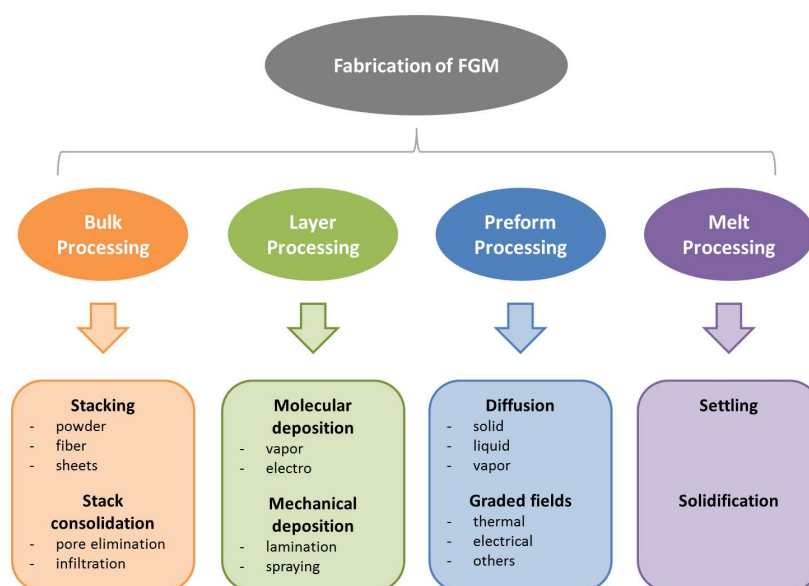 Fabrication of FGM
Bulk
Processing
Layer
Processing
Preform
Processing
Melt
Processing
Stacking
- powder
- fiber
- sheets
Stack
consolidation
- pore elimination
- infiltration
Molecular
deposition
- vapor
- electro
Mechanical
deposition
- lamination
- spraying
Diffusion
- solid
- liquid
- vapor
Graded fields
- thermal
- electrical
- others
Settling
Solidification